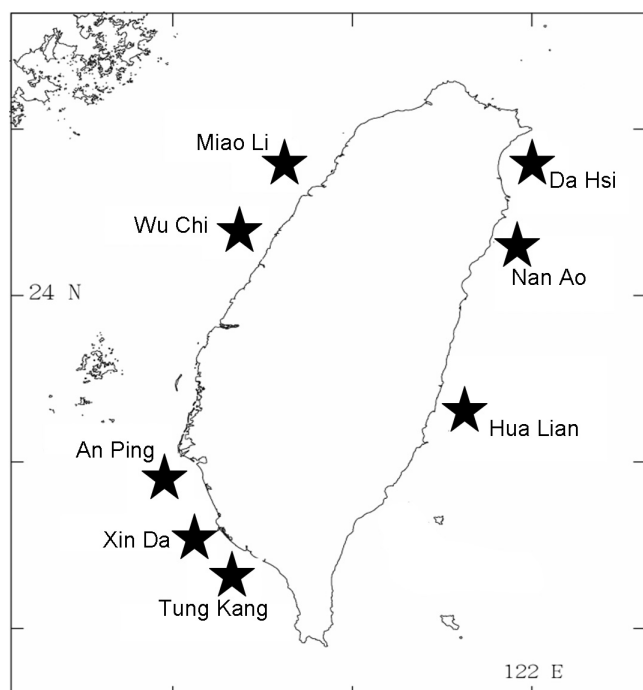 Miao Li
Da Hsi
Wu Chi
Nan Ao
24 N
Hua Lian
An Ping
Xin Da
Tung Kang
122 E